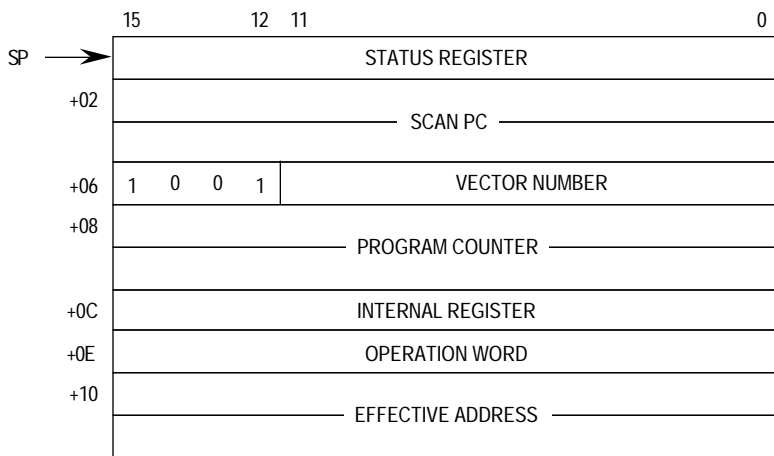 15 12 11 0
SP STATUS REGISTER
+02
SCAN PC
+06 1 0 0 1 VECTOR NUMBER
+08
PROGRAM COUNTER
+0C INTERNAL REGISTER
+0E OPERATION WORD
+10
EFFECTIVE ADDRESS